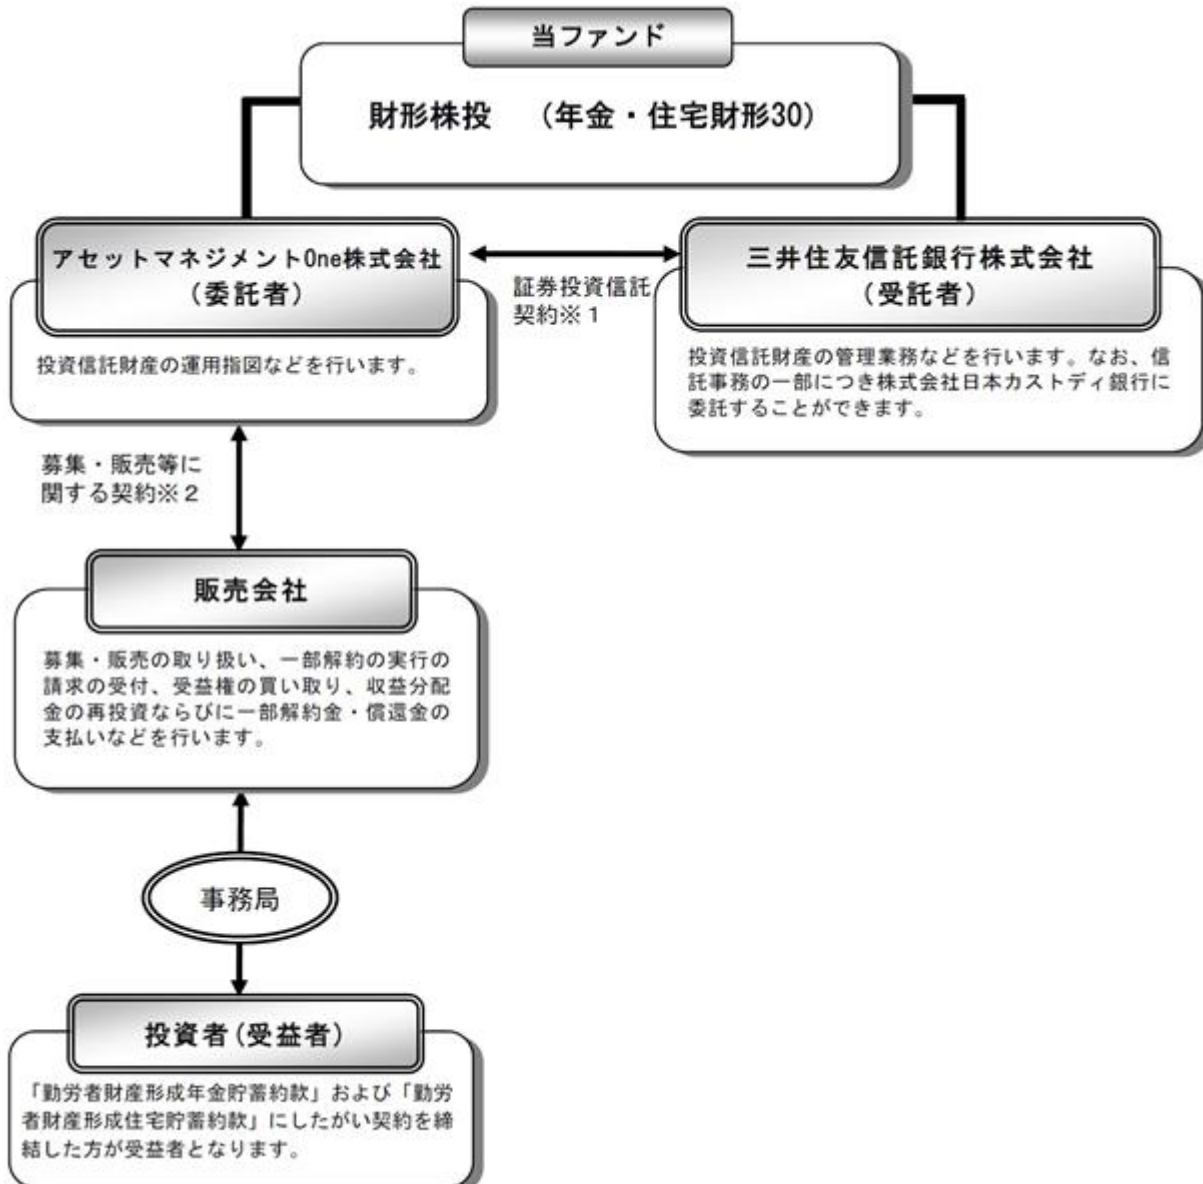 当ファンド
財形株投　（年金・住宅財形30）
アセットマネジメントOne株式会社
（委託者）
投資信託財産の運用指図などを行います。
証券投資信託
契約※１
三井住友信託銀行株式会社
（受託者）
投資信託財産の管理業務などを行います。なお、信
託事務の一部につき株式会社日本カストディ銀行に
委託することができます。
募集・販売等に
関する契約※２
販売会社
募集・販売の取り扱い、一部解約の実行の
請求の受付、受益権の買い取り、収益分配
金の再投資ならびに一部解約金・償還金の
支払いなどを行います。
事務局
投資者(受益者)
「勤労者財産形成年金貯蓄約款」および「勤労
者財産形成住宅貯蓄約款」にしたがい契約を締
結した方が受益者となります。